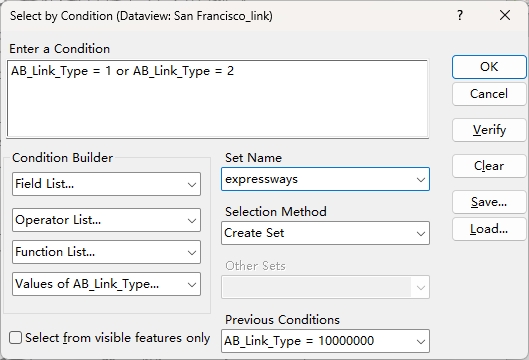 Select by Condition (Dataview: San Francisco_link)
?
Enter a Condition
AB_Link_Type = 1 or AB_Link_Type = 2
OK
Cancel
Verify
Clear
Save...
Load...
Condition Builder
Field List...
Operator List...
Function List...
Values of AB_Link_Type...
Select from visible features only
Set Name
expressways
Selection Method
Create Set
Other Sets
Previous Conditions
AB_Link_Type = 10000000